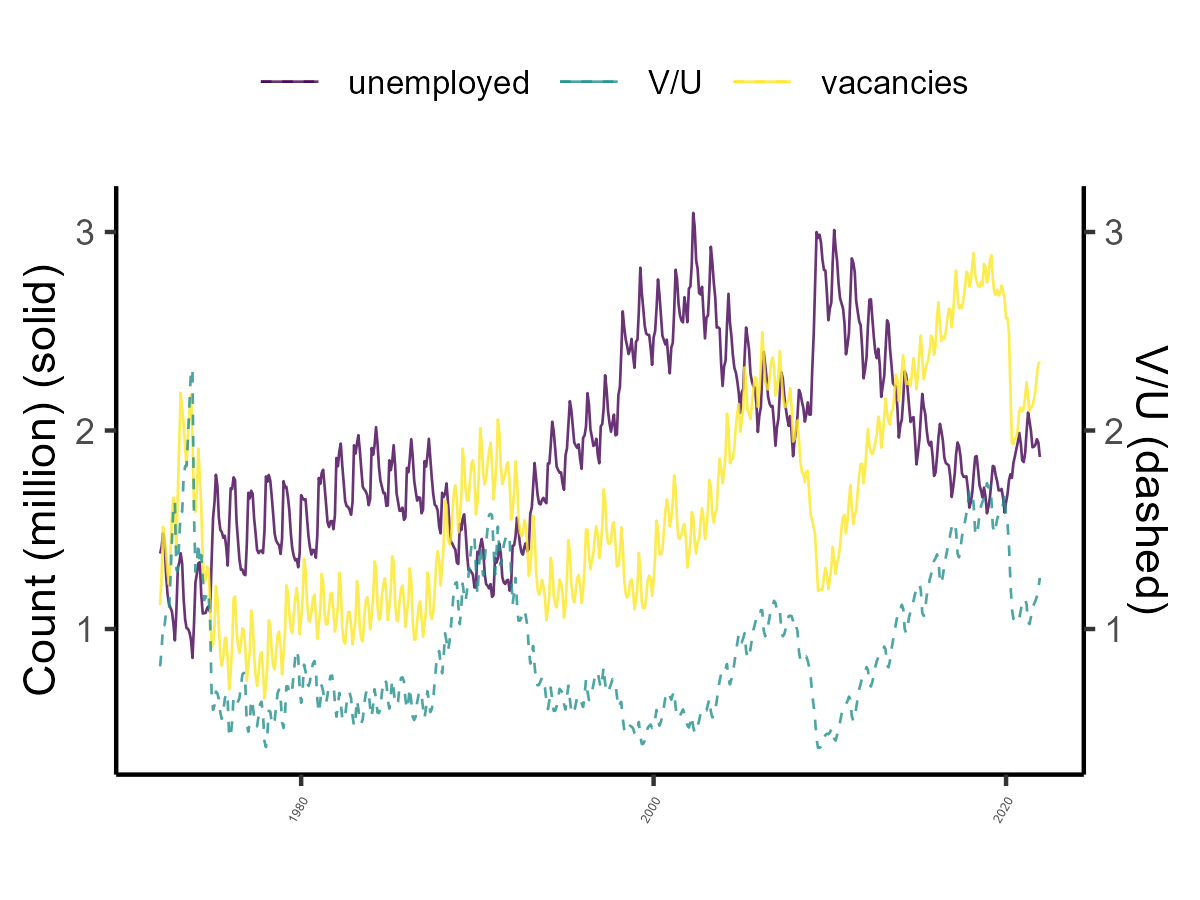 unemployed V/U vacancies
Count (million) (solid)
3
2
1
3
2
1
V/U (dashed)
1980 2000 2020